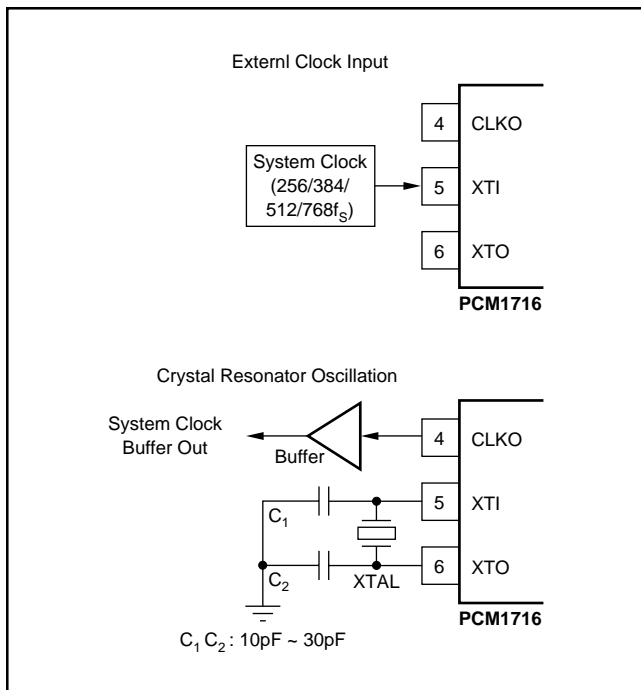 Externl Clock Input
4 CLKO
System Clock
(256/384/
512/768fS)
5 XTI
6 XTO
PCM1716
Crystal Resonator Oscillation
System Clock
Buffer Out
Buffer
4 CLKO
C1
5 XTI
C2
XTAL
6 XTO
PCM1716
C1 C2 : 10pF ~ 30pF